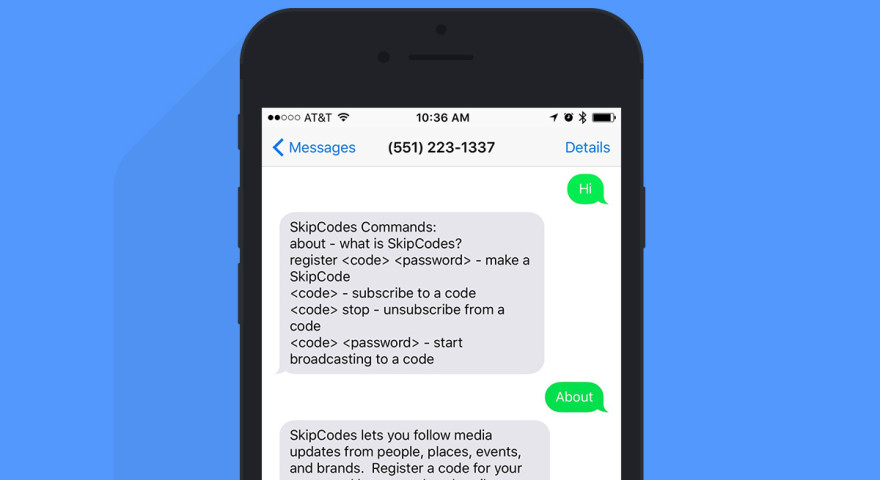 AT&T 10:36 AM
Messages (551) 223-1337 Details
Hi
SkipCodes Commands:
about - what is SkipCodes?
register <code> <password> - make a
SkipCode
<code> - subscribe to a code
<code> stop - unsubscribe from a
code
<code> <password> - start
broadcasting to a code
About
SkipCodes lets you follow media
updates from people, places, events,
and brands.  Register a code for your